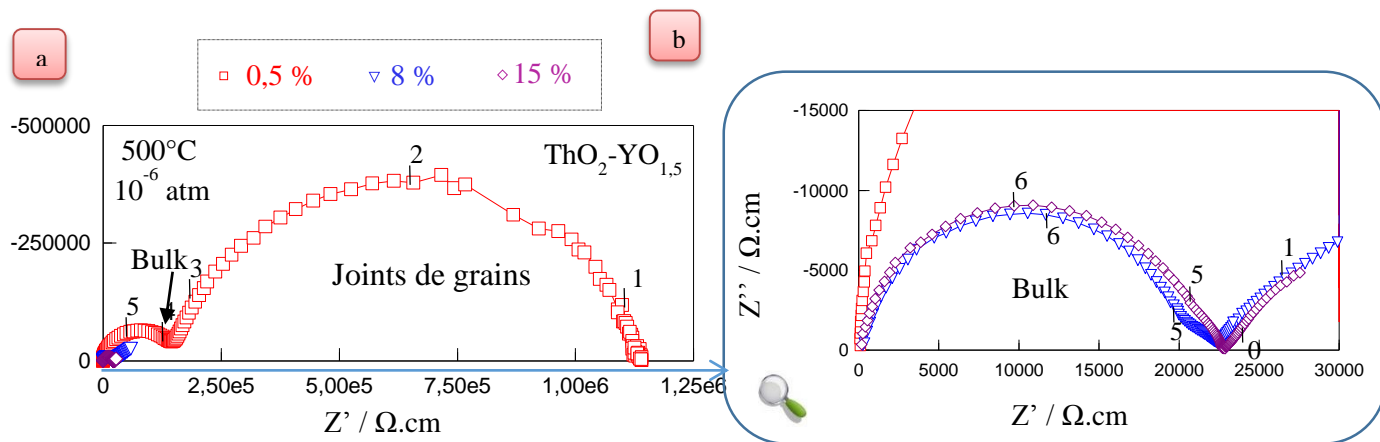 a
b
0,5 %
8 %
15 %
-500000
-250000
0
500°C
10⁻⁶ atm
ThO₂-YO₁,₅
Bulk
Joints de grains
5
3
2
1
0
2,50e5
5,00e5
7,50e5
1,00e6
1,25e6
Z' / Ω.cm
-15000
-10000
-5000
0
Z'' / Ω.cm
6
6
5
5
1
0
Bulk
0
5000
10000
15000
20000
25000
30000
Z' / Ω.cm